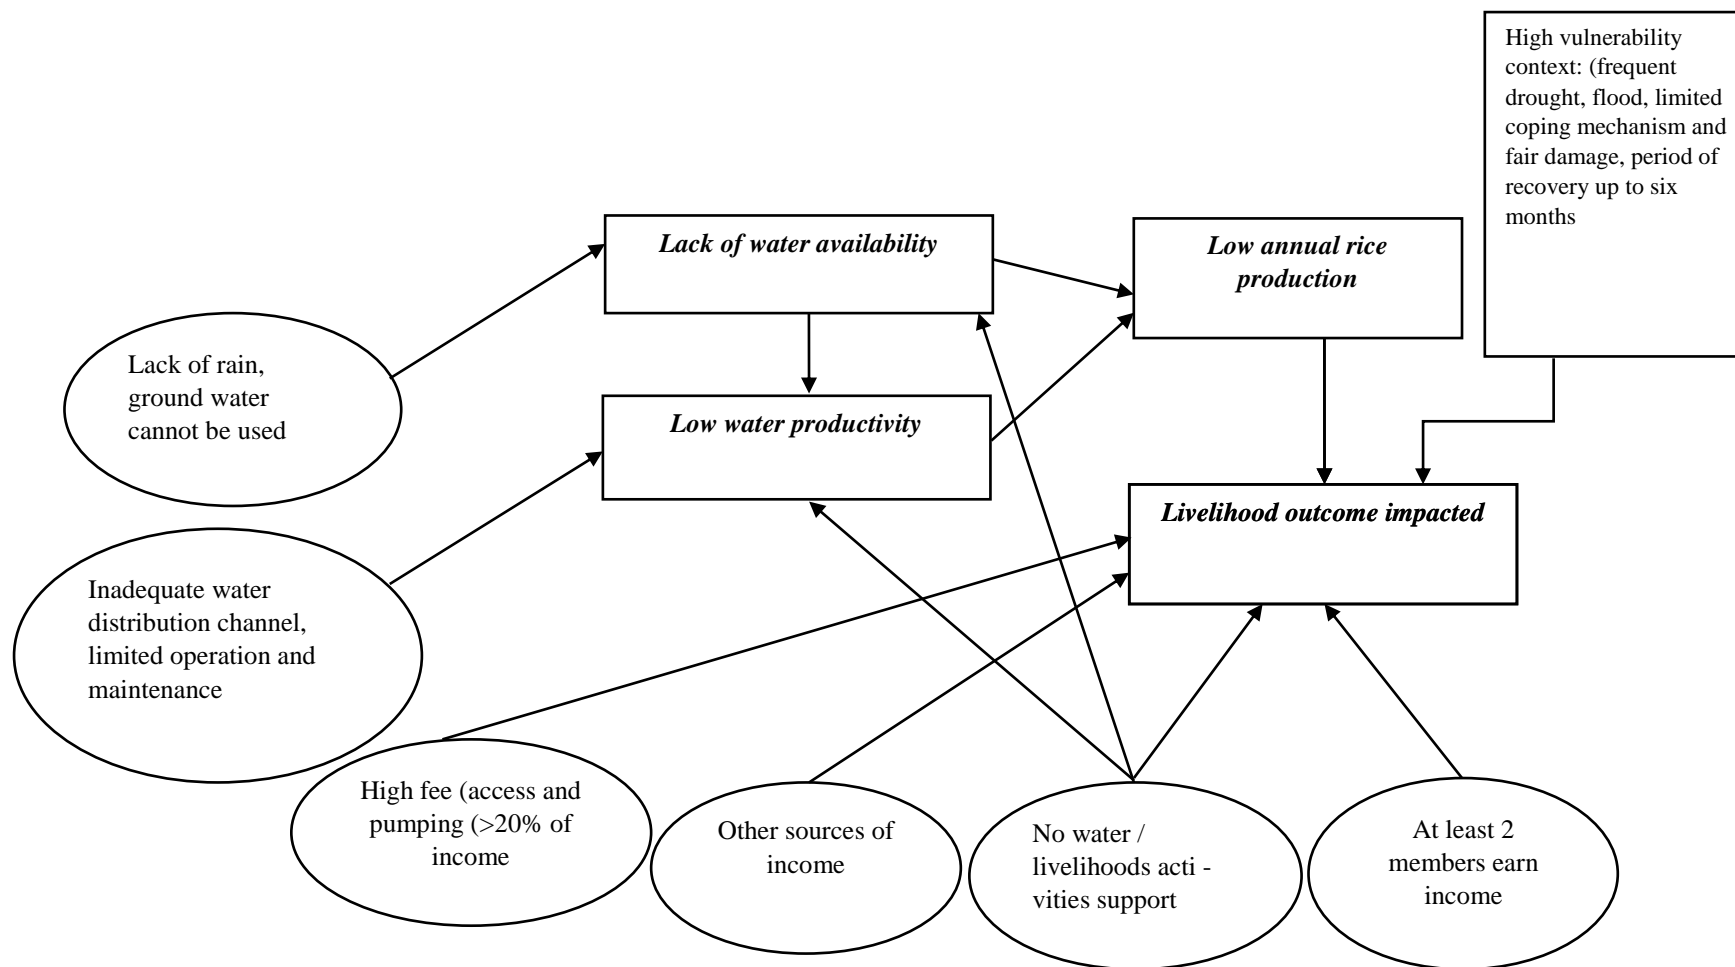 High vulnerability
context: (frequent
drought, flood, limited
coping mechanism and
fair damage, period of
recovery up to six
months
Lack of water availability
Low annual rice
production
Lack of rain,
ground water
cannot be used
Low water productivity
Livelihood outcome impacted
Inadequate water
distribution channel,
limited operation and
maintenance
High fee (access and
pumping (>20% of
income
Other sources of
income
No water /
livelihoods acti -
vities support
At least 2
members earn
income